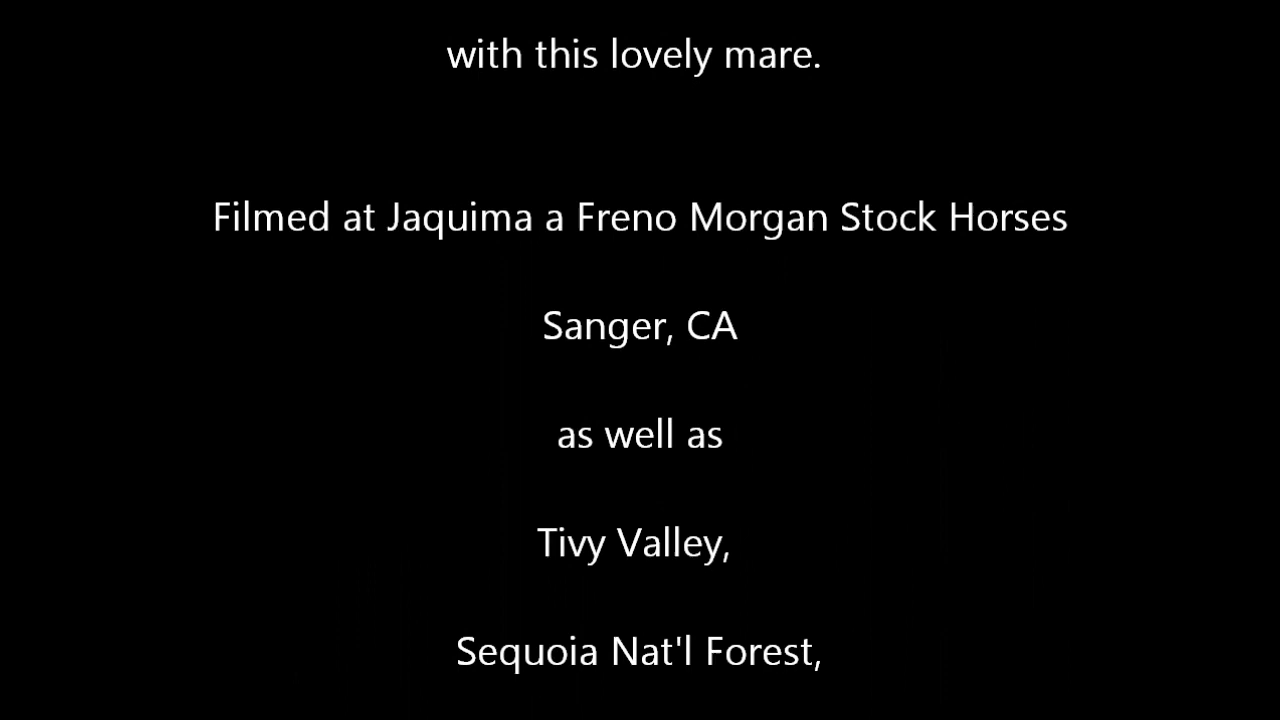 with this lovely mare.
Filmed at Jaquima a Freno Morgan Stock Horses
Sanger, CA
as well as
Tivy Valley,
Sequoia Nat'l Forest,